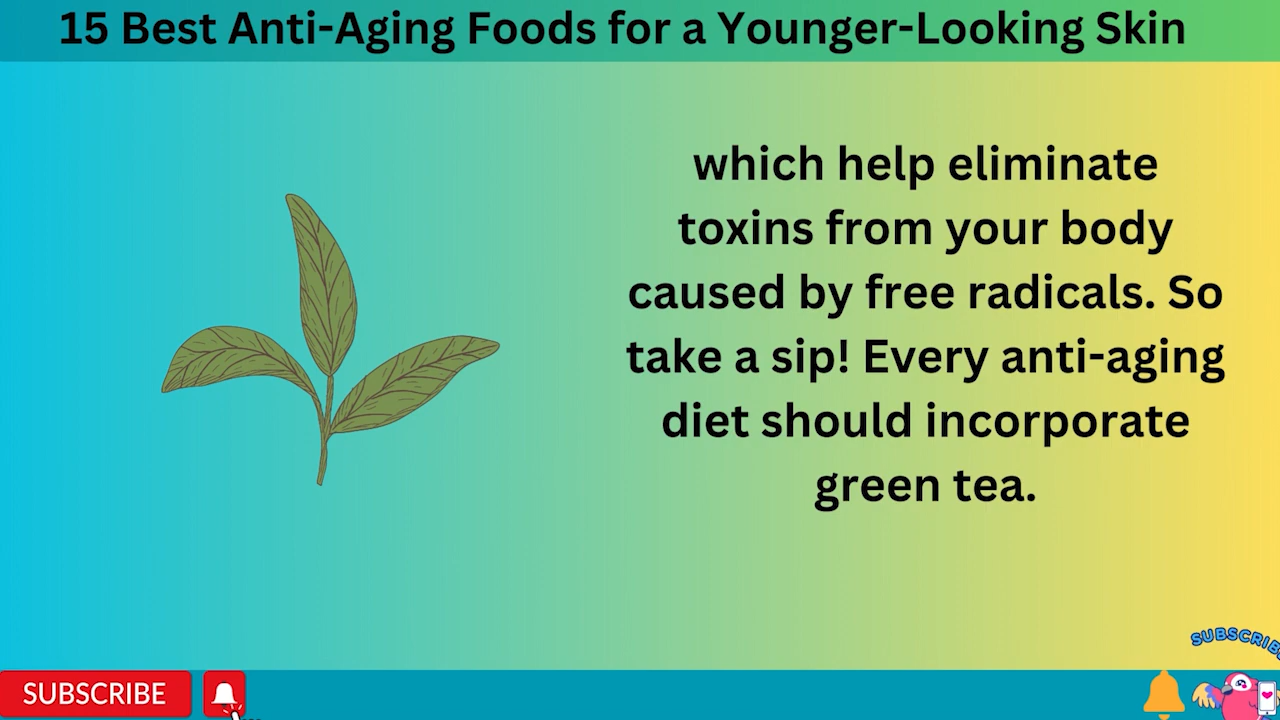 15 Best Anti-Aging Foods for a Younger-Looking Skin
which help eliminate
toxins from your body
caused by free radicals. So
take a sip! Every anti-aging
diet should incorporate
green tea.
SUBSCRIBE
SUBSCRIBE